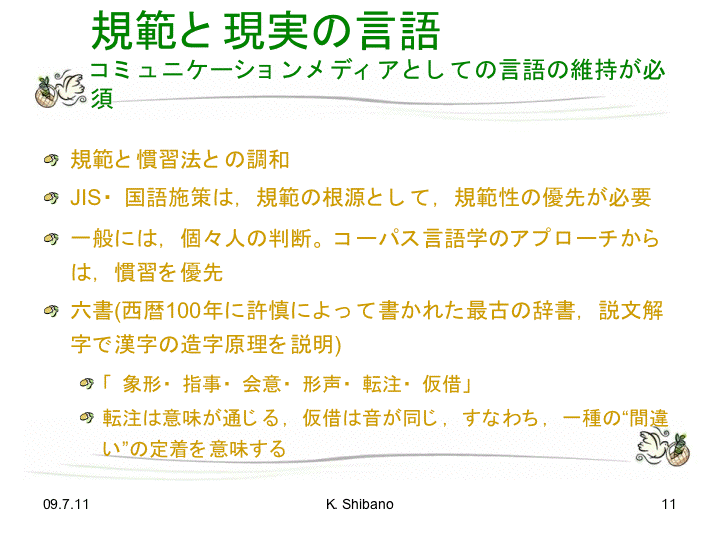 規範と現実の言語
コミュニケーションメディアとしての言語の維持が必
須
規範と慣習法との調和
JIS・国語施策は，規範の根源として，規範性の優先が必要
一般には，個々人の判断。コーパス言語学のアプローチから
は，慣習を優先
六書(西暦100年に許慎によって書かれた最古の辞書，説文解
字で漢字の造字原理を説明)
「象形・指事・会意・形声・転注・仮借」
転注は意味が通じる，仮借は音が同じ，すなわち，一種の“間違
い”の定着を意味する
09.7.11
K. Shibano
11